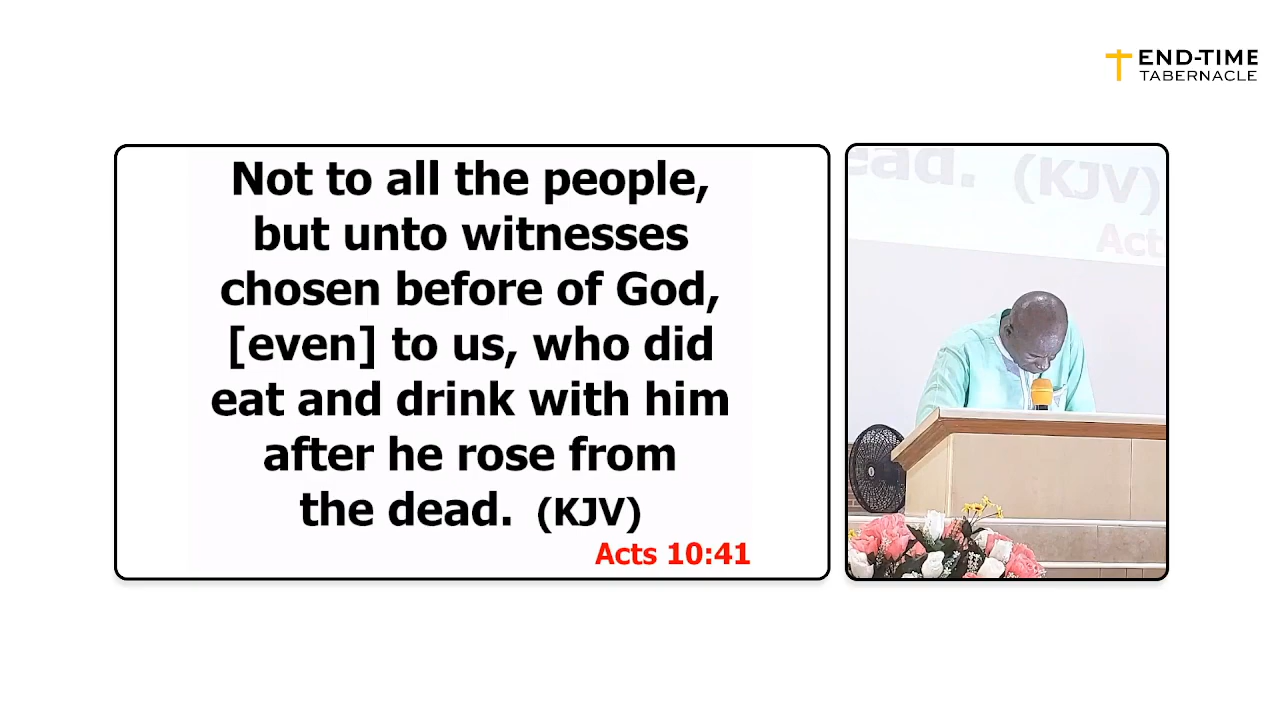 END-TIME
TABERNACLE
Not to all the people,
but unto witnesses
chosen before of God,
[even] to us, who did
eat and drink with him
after he rose from
the dead. (KJV)
Acts 10:41
ead. (KJV)
Act